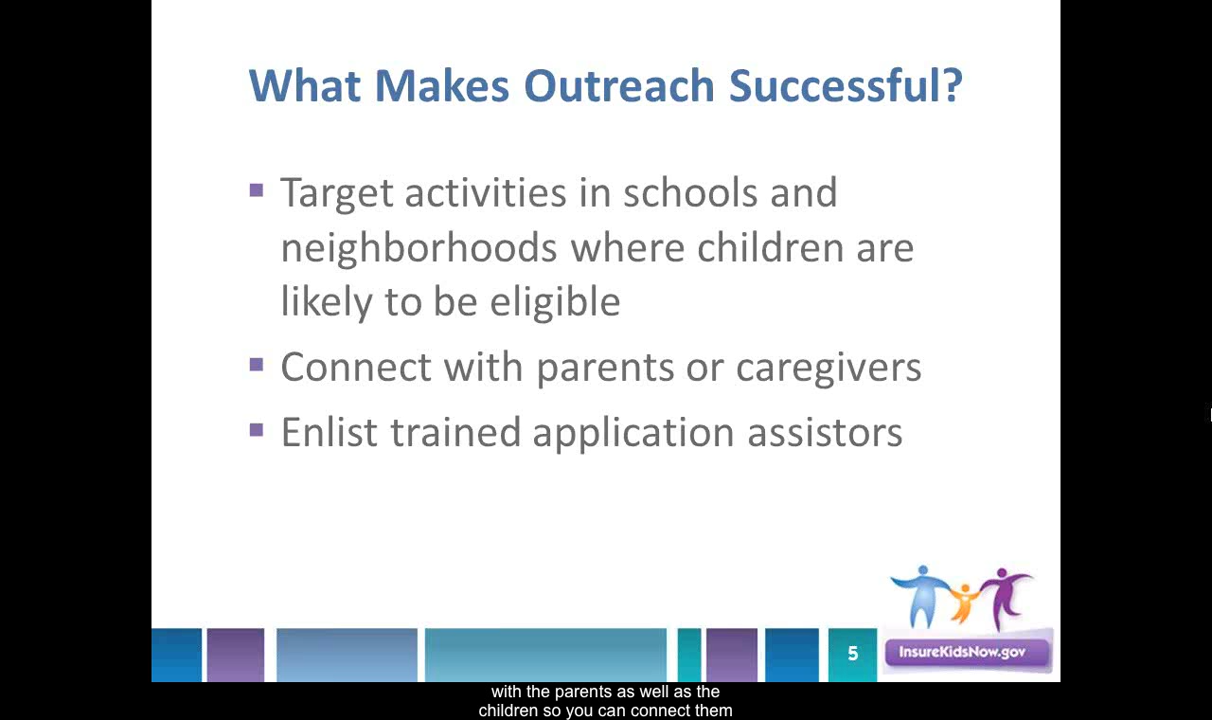 What Makes Outreach Successful?
Target activities in schools and
neighborhoods where children are
likely to be eligible
Connect with parents or caregivers
Enlist trained application assistors
5
InsureKidsNow.gov
with the parents as well as the
children so you can connect them